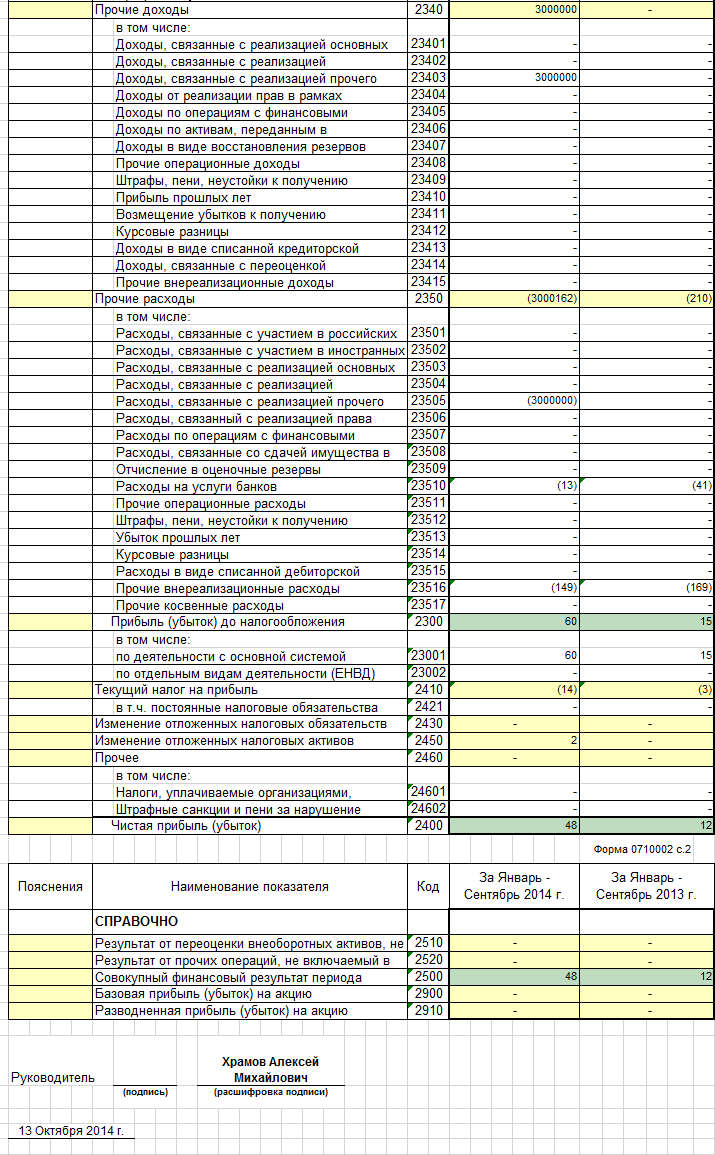 Прочие доходы 2340 3000000 -
в том числе:
Доходы, связанные с реализацией основных 23401 - -
Доходы, связанные с реализацией 23402 - -
Доходы, связанные с реализацией прочего 23403 3000000 -
Доходы от реализации прав в рамках 23404 - -
Доходы по операциям с финансовыми 23405 - -
Доходы по активам, переданным в 23406 - -
Доходы в виде восстановления резервов 23407 - -
Прочие операционные доходы 23408 - -
Штрафы, пени, неустойки к получению 23409 - -
Прибыль прошлых лет 23410 - -
Возмещение убытков к получению 23411 - -
Курсовые разницы 23412 - -
Доходы в виде списанной кредиторской 23413 - -
Доходы, связанные с переоценкой 23414 - -
Прочие внереализационные доходы 23415 - -
Прочие расходы 2350 (3000162) (210)
в том числе:
Расходы, связанные с участием в российских 23501 - -
Расходы, связанные с участием в иностранных 23502 - -
Расходы, связанные с реализацией основных 23503 - -
Расходы, связанные с реализацией 23504 - -
Расходы, связанные с реализацией прочего 23505 (3000000) -
Расходы, связанный с реализацией права 23506 - -
Расходы по операциям с финансовыми 23507 - -
Расходы, связанные со сдачей имущества в 23508 - -
Отчисление в оценочные резервы 23509 - -
Расходы на услуги банков 23510 (13) (41)
Прочие операционные расходы 23511 - -
Штрафы, пени, неустойки к получению 23512 - -
Убыток прошлых лет 23513 - -
Курсовые разницы 23514 - -
Расходы в виде списанной дебиторской 23515 - -
Прочие внереализационные расходы 23516 (149) (169)
Прочие косвенные расходы 23517 - -
Прибыль (убыток) до налогообложения 2300 60 15
в том числе:
по деятельности с основной системой 23001 60 15
по отдельным видам деятельности (ЕНВД) 23002 - -
Текущий налог на прибыль 2410 (14) (3)
в т.ч. постоянные налоговые обязательства 2421 - -
Изменение отложенных налоговых обязательств 2430 - -
Изменение отложенных налоговых активов 2450 2 -
Прочее 2460 - -
в том числе:
Налоги, уплачиваемые организациями, 24601 - -
Штрафные санкции и пени за нарушение 24602 - -
Чистая прибыль (убыток) 2400 48 12
Форма 0710002 с.2
Пояснения Наименование показателя Код За Январь - Сентябрь 2014 г. За Январь - Сентябрь 2013 г.
СПРАВОЧНО
Результат от переоценки внеоборотных активов, не 2510 - -
Результат от прочих операций, не включаемый в 2520 - -
Совокупный финансовый результат периода 2500 48 12
Базовая прибыль (убыток) на акцию 2900 - -
Разводненная прибыль (убыток) на акцию 2910 - -
Храмов Алексей
Руководитель Михайлович
(подпись) (расшифровка подписи)
13 Октября 2014 г.